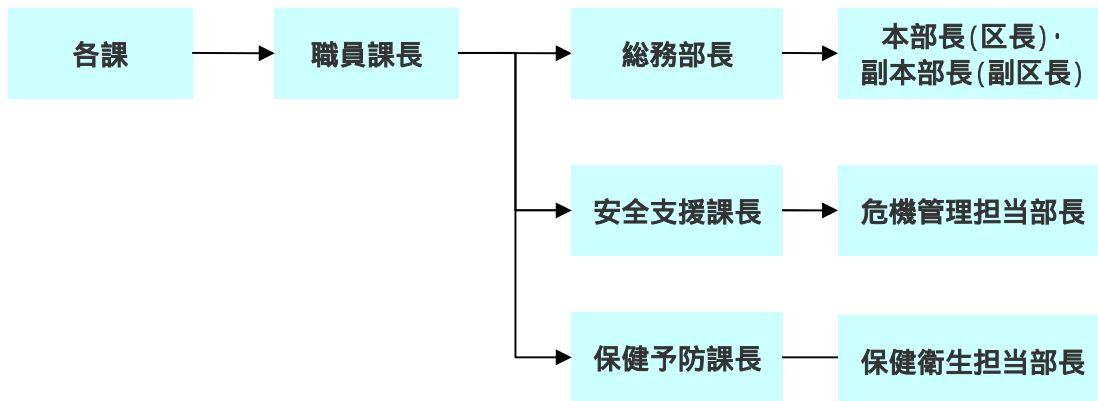 各課
職員課長
総務部長
本部長(区長)・
副本部長(副区長)
安全支援課長
危機管理担当部長
保健予防課長
保健衛生担当部長